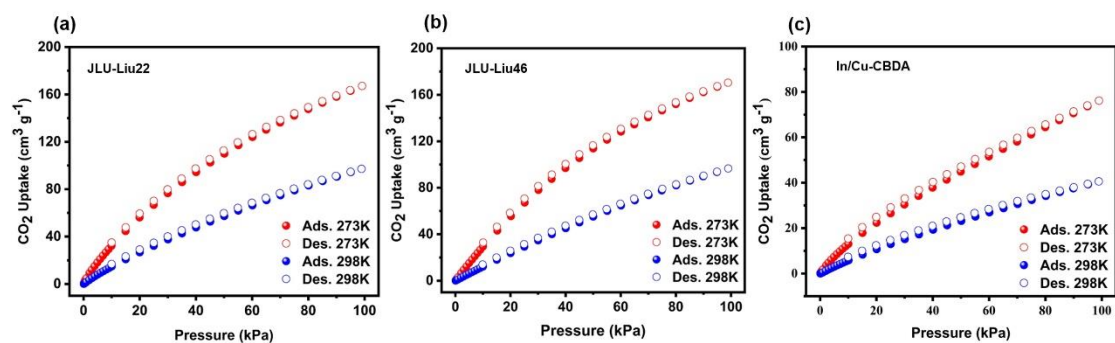 (a)
JLU-Liu22
CO2 Uptake (cm3 g-1)
200
160
120
80
40
0
Ads. 273K
Des. 273K
Ads. 298K
Des. 298K
0 20 40 60 80 100
Pressure (kPa)
(b)
JLU-Liu46
CO2 Uptake (cm3 g-1)
200
160
120
80
40
0
Ads. 273K
Des. 273K
Ads. 298K
Des. 298K
0 20 40 60 80 100
Pressure (kPa)
(c)
In/Cu-CBDA
CO2 Uptake (cm3 g-1)
100
80
60
40
20
0
Ads. 273K
Des. 273K
Ads. 298K
Des. 298K
0 20 40 60 80 100
Pressure (kPa)